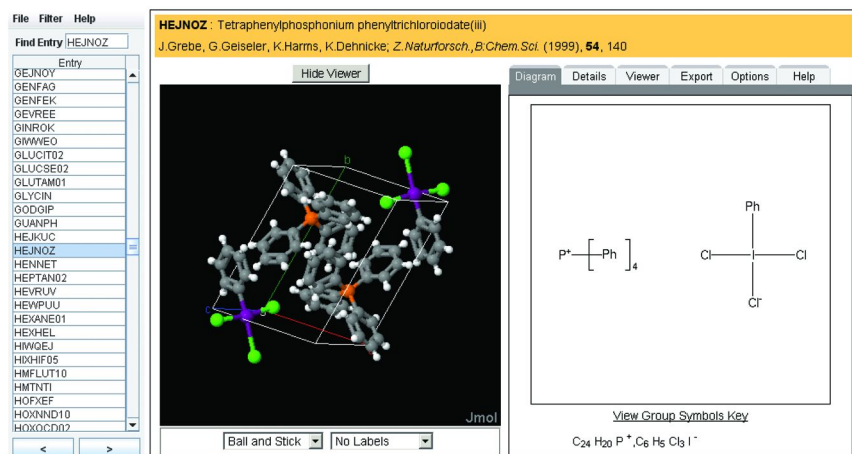 File Filter Help
Find Entry HEJNOZ
Entry
GEJNOY
GENFAG
GENFEK
GEVREE
GINROK
GIWWEO
GLUCIT02
GLUCSE02
GLUTAM01
GLYCIN
GODGIP
GUANPH
HEJKUC
HEJNOZ
HENNET
HEPTAN02
HEVRUV
HEWPUU
HEXANE01
HEXHEL
HIWQEJ
HIXHIF05
HMFLUT10
HMTNTI
HOFXEF
HOXNND10
HOXOCD02
< >
HEJNOZ : Tetraphenylphosphonium phenyltrichloroiodate(iii)
J.Grebe, G.Geiseler, K.Harms, K.Dehnicke; Z.Naturforsch.,B:Chem.Sci. (1999), 54, 140
Hide Viewer
b
c
a
Jmol
Ball and Stick No Labels
Diagram Details Viewer Export Options Help
Ph
P+ Ph 4 Cl I Cl
Cl-
View Group Symbols Key
C24 H20 P +,C6 H5 Cl3 I -